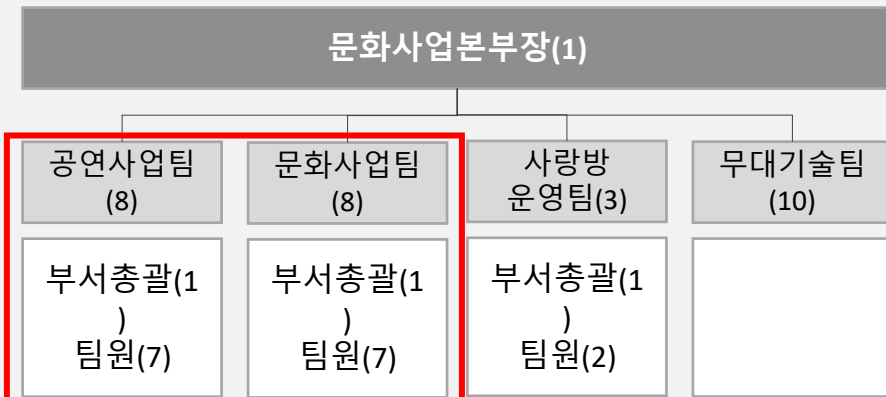 문화사업본부장(1)
공연사업팀
(8)
문화사업팀
(8)
사랑방
운영팀(3)
무대기술팀
(10)
부서총괄(1
)
팀원(7)
부서총괄(1
)
팀원(7)
부서총괄(1
)
팀원(2)